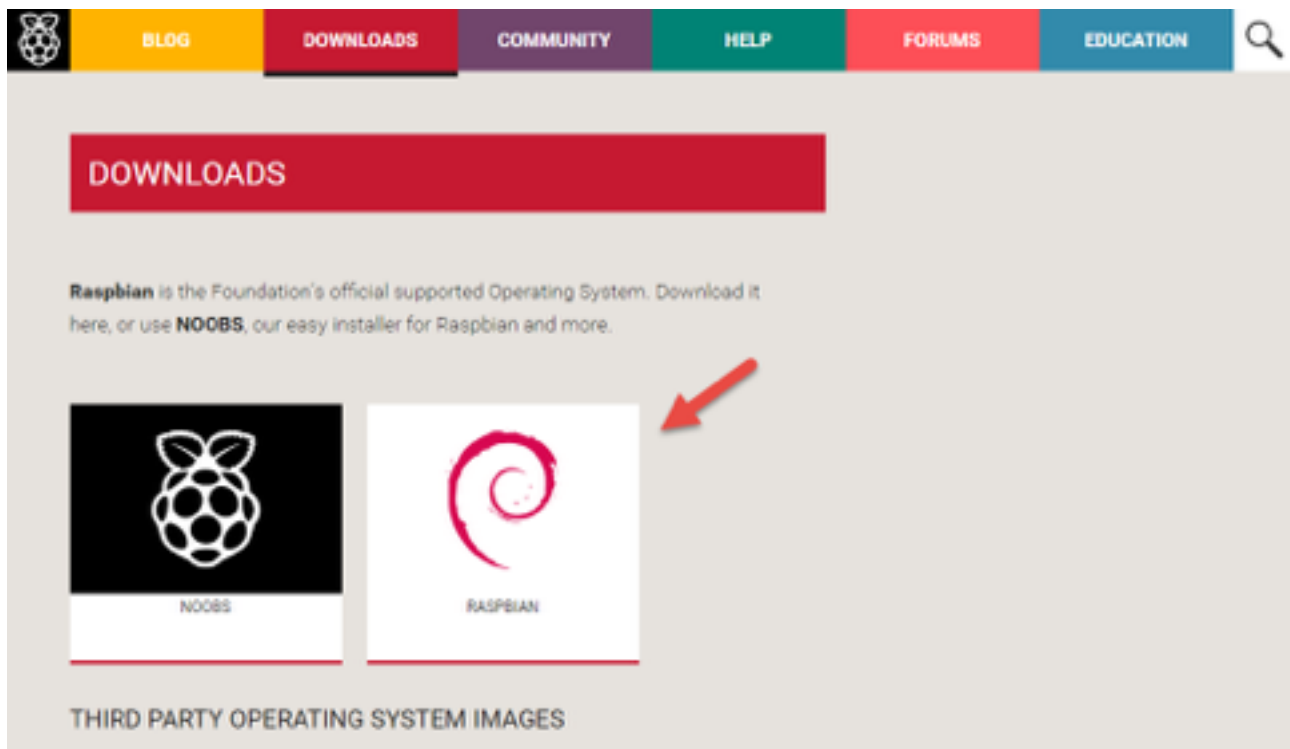 BLOG DOWNLOADS COMMUNITY HELP FORUMS EDUCATION
DOWNLOADS
Raspbian is the Foundation's official supported Operating System. Download it
here, or use NOOBS, our easy installer for Raspbian and more.
NOOBS RASPBIAN
THIRD PARTY OPERATING SYSTEM IMAGES